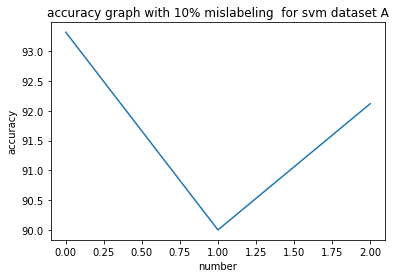 accuracy graph with 10% mislabeling  for svm dataset A
93.0
92.5
92.0
91.5
91.0
90.5
90.0
accuracy
0.00 0.25 0.50 0.75 1.00 1.25 1.50 1.75 2.00
number